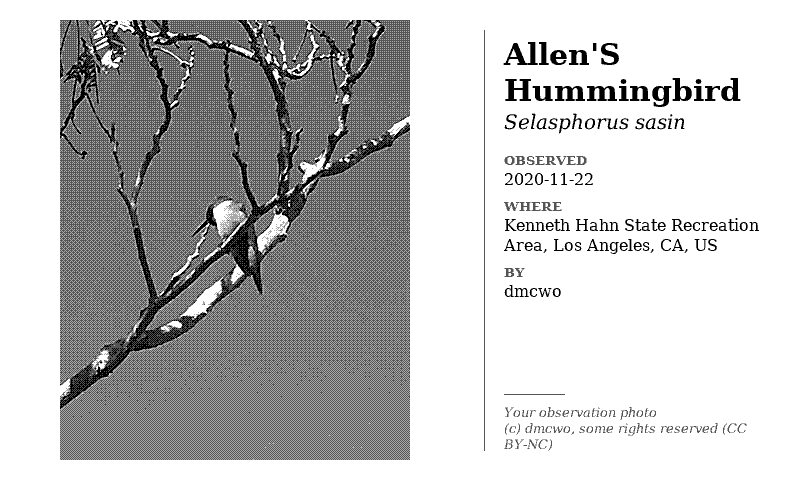 Allen'S
Hummingbird
Selasphorus sasin
OBSERVED
2020-11-22
WHERE
Kenneth Hahn State Recreation
Area, Los Angeles, CA, US
BY
dmcwo
Your observation photo
(c) dmcwo, some rights reserved (CC
BY-NC)